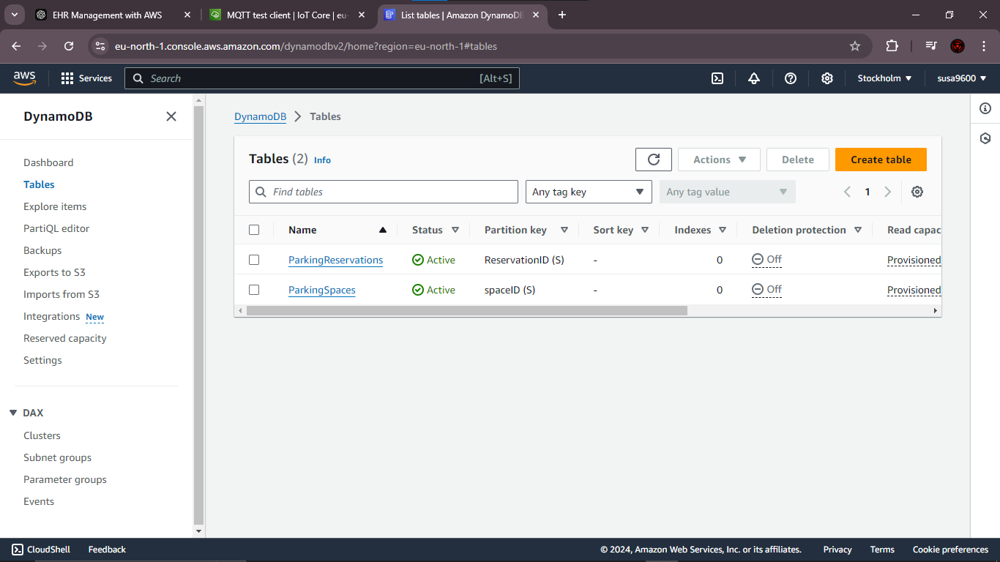 EHR Management with AWS
MQTT test client | IoT Core | eu-
List tables | Amazon DynamoDB
eu-north-1.console.aws.amazon.com/dynamodbv2/home?region=eu-north-1#tables
aws
Services
Search
[Alt+S]
Stockholm
susa9600
DynamoDB
Dashboard
Tables
Explore items
PartiQL editor
Backups
Exports to S3
Imports from S3
Integrations New
Reserved capacity
Settings
DAX
Clusters
Subnet groups
Parameter groups
Events
DynamoDB > Tables
Tables (2) Info
Actions
Delete
Create table
Find tables
Any tag key
Any tag value
1
Name Status Partition key Sort key Indexes Deletion protection Read capac
ParkingReservations Active ReservationID (S) - 0 Off Provisioned
ParkingSpaces Active spaceID (S) - 0 Off Provisioned
CloudShell Feedback © 2024, Amazon Web Services, Inc. or its affiliates. Privacy Terms Cookie preferences